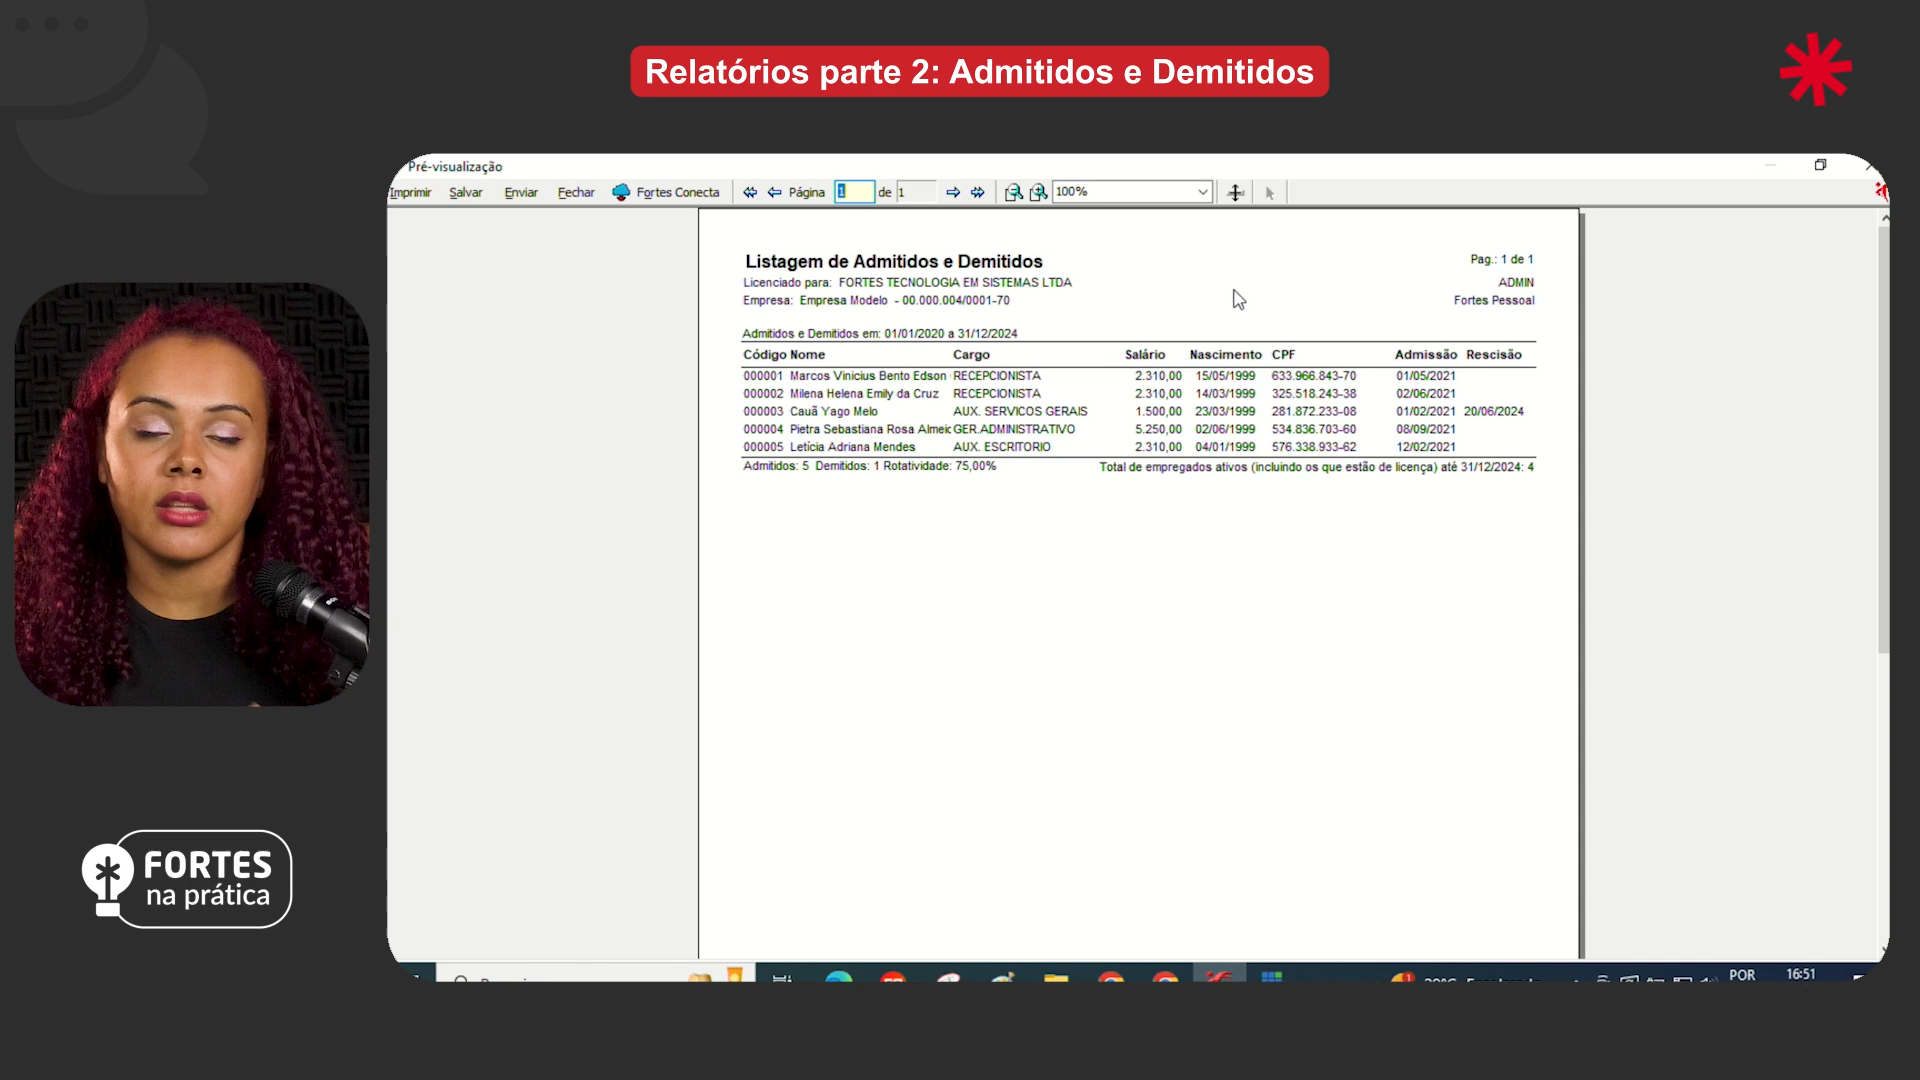 Relatórios parte 2: Admitidos e Demitidos
Pré-visualização
Imprimir Salvar Enviar Fechar Fortes Conecta Página 1 de 1 100%
Listagem de Admitidos e Demitidos Pag.: 1 de 1
Licenciado para: FORTES TECNOLOGIA EM SISTEMAS LTDA ADMIN
Empresa: Empresa Modelo - 00.000.004/0001-70 Fortes Pessoal
Admitidos e Demitidos em: 01/01/2020 a 31/12/2024
Código Nome Cargo Salário Nascimento CPF Admissão Rescisão
000001 Marcos Vinicius Bento Edson RECEPCIONISTA 2.310,00 15/05/1999 633.966.843-70 01/05/2021
000002 Milena Helena Emily da Cruz RECEPCIONISTA 2.310,00 14/03/1999 325.518.243-38 02/06/2021
000003 Cauã Yago Melo AUX. SERVICOS GERAIS 1.500,00 23/03/1999 281.872.233-08 01/02/2021 20/06/2024
000004 Pietra Sebastiana Rosa Almeic GER.ADMINISTRATIVO 5.250,00 02/06/1999 534.836.703-60 08/09/2021
000005 Letícia Adriana Mendes AUX. ESCRITORIO 2.310,00 04/01/1999 576.338.933-62 12/02/2021
Admitidos: 5 Demitidos: 1 Rotatividade: 75,00% Total de empregados ativos (incluindo os que estão de licença) até 31/12/2024: 4
FORTES
na prática
POR 16:51